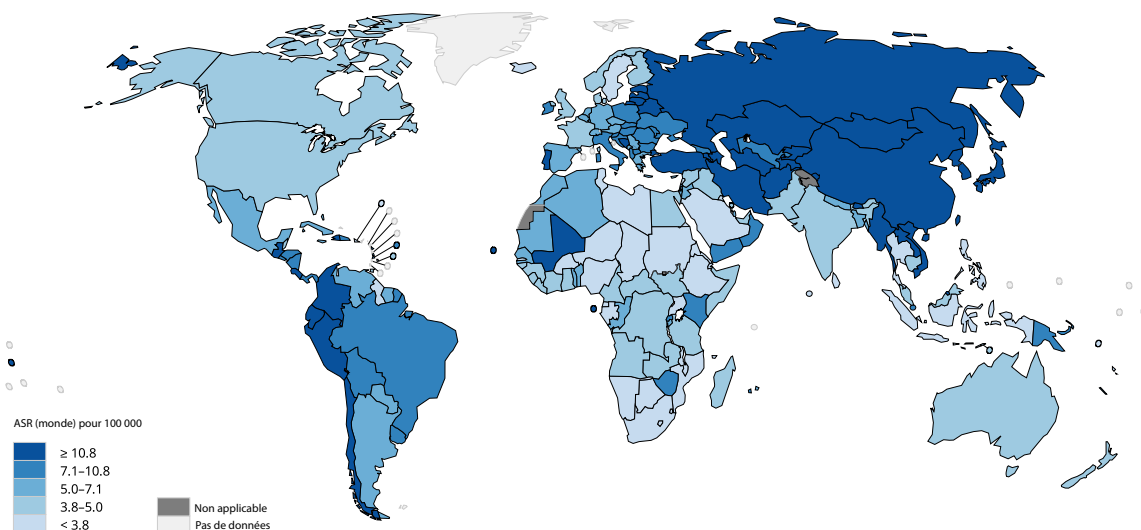 ASR (monde) pour 100 000
≥ 10.8
7.1–10.8
5.0–7.1
3.8–5.0
< 3.8
Non applicable
Pas de données